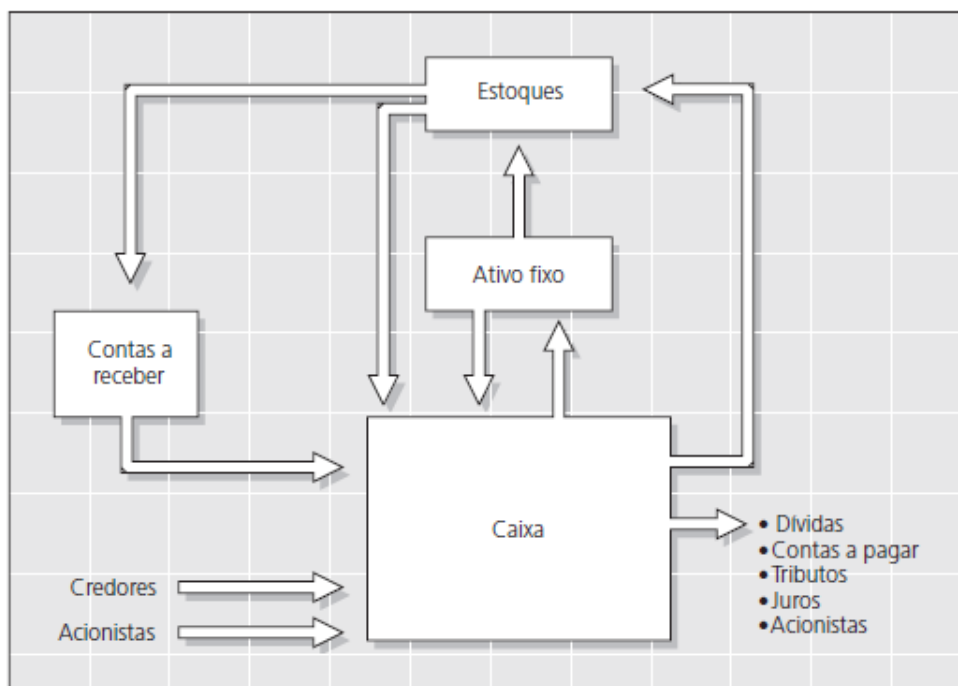 Estoques
Ativo fixo
Contas a
receber
Caixa
Credores
Acionistas
• Dívidas
• Contas a pagar
• Tributos
• Juros
• Acionistas